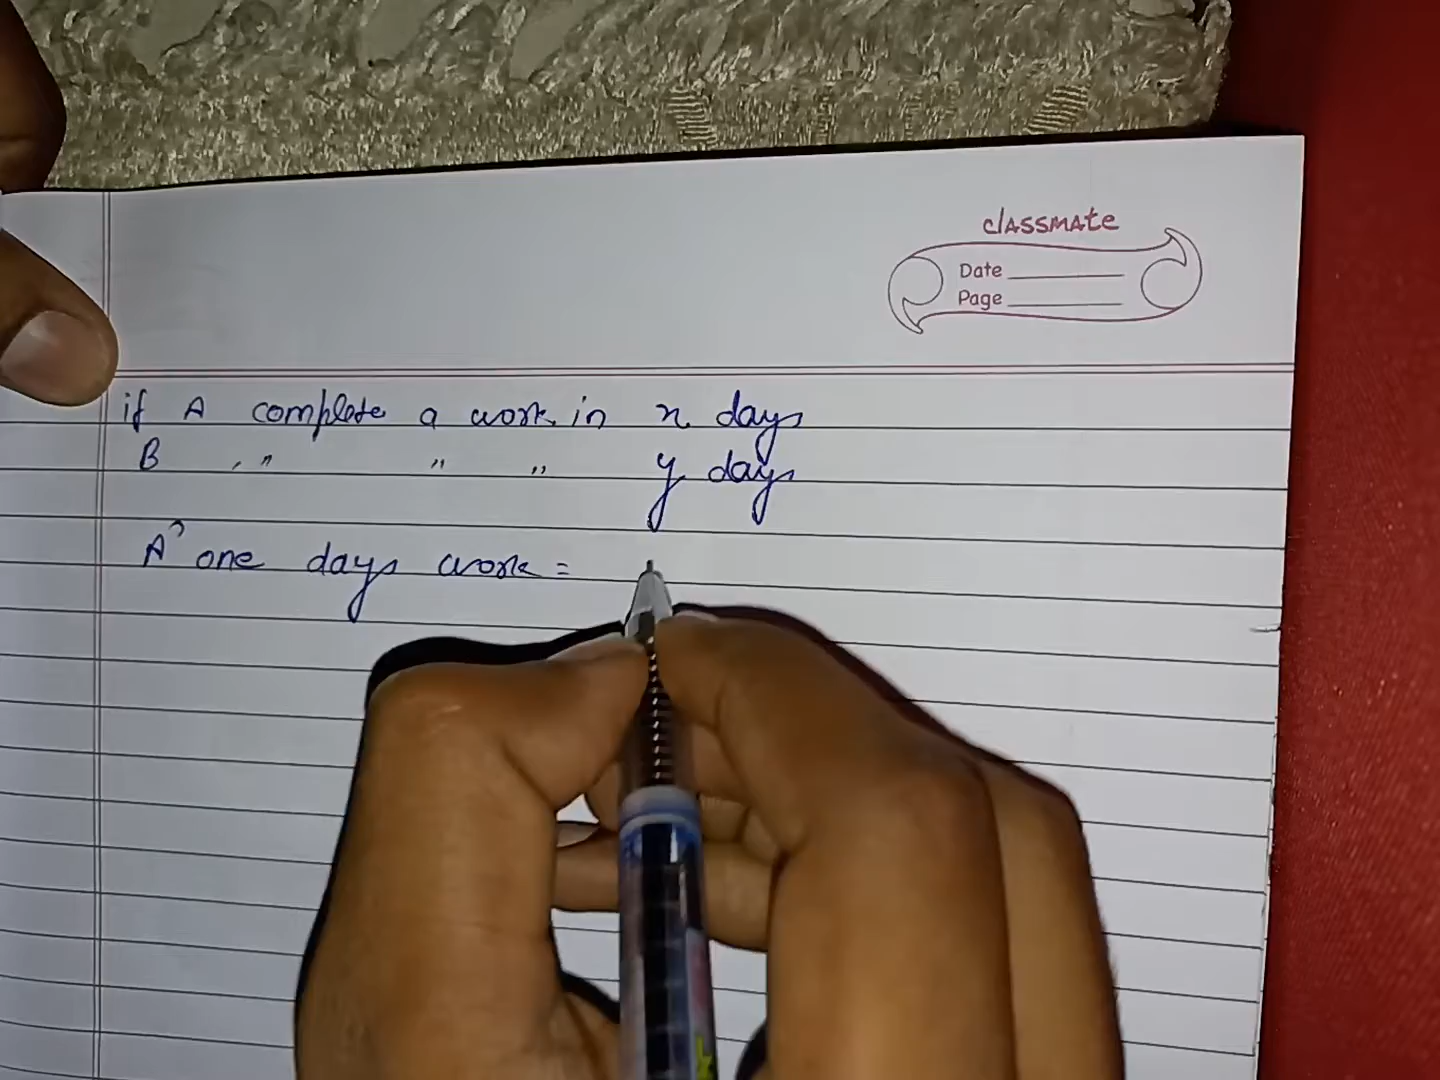 classmate
Date
Page
if A complete a work in x days
B " " " y days
A' one days work =